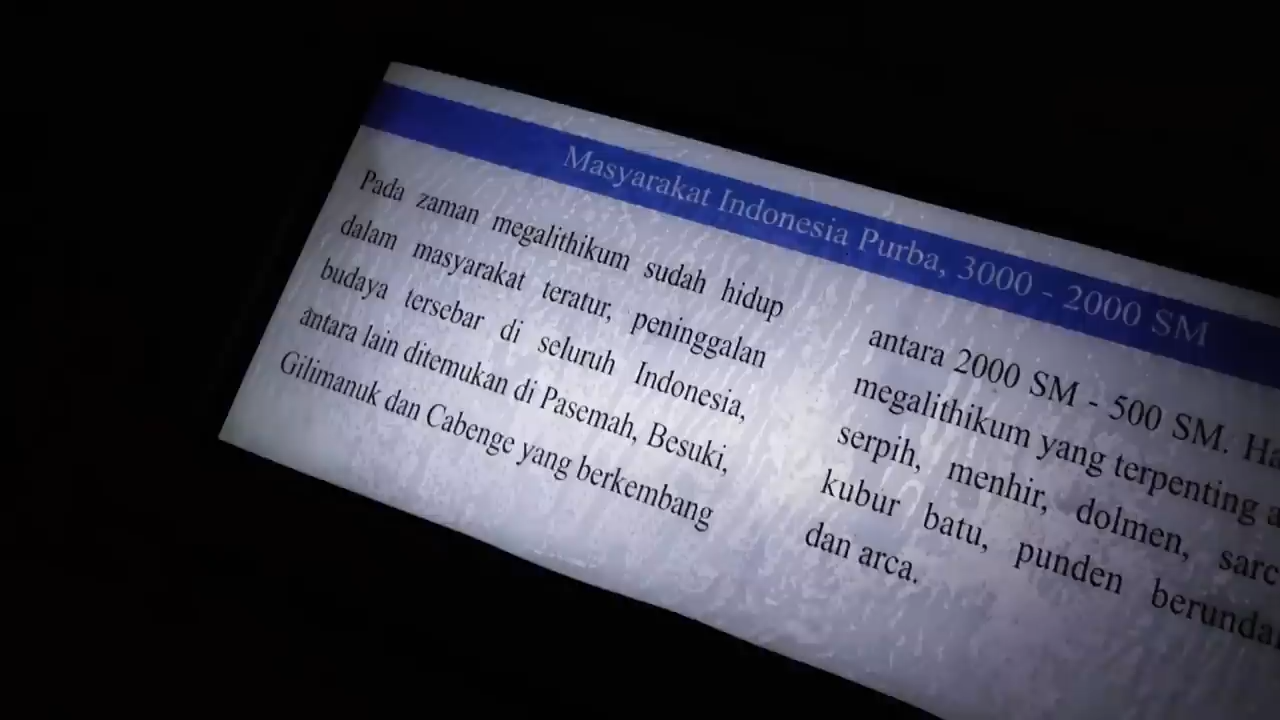 Masyarakat Indonesia Purba, 3000 - 2000 SM
Pada zaman megalithikum sudah hidup
dalam masyarakat teratur, peninggalan
budaya tersebar di seluruh Indonesia,
antara lain ditemukan di Pasemah, Besuki,
Gilimanuk dan Cabenge yang berkembang
antara 2000 SM - 500 SM.
megalithikum yang terpenting
serpih, menhir, dolmen,
kubur batu, punden
dan arca.